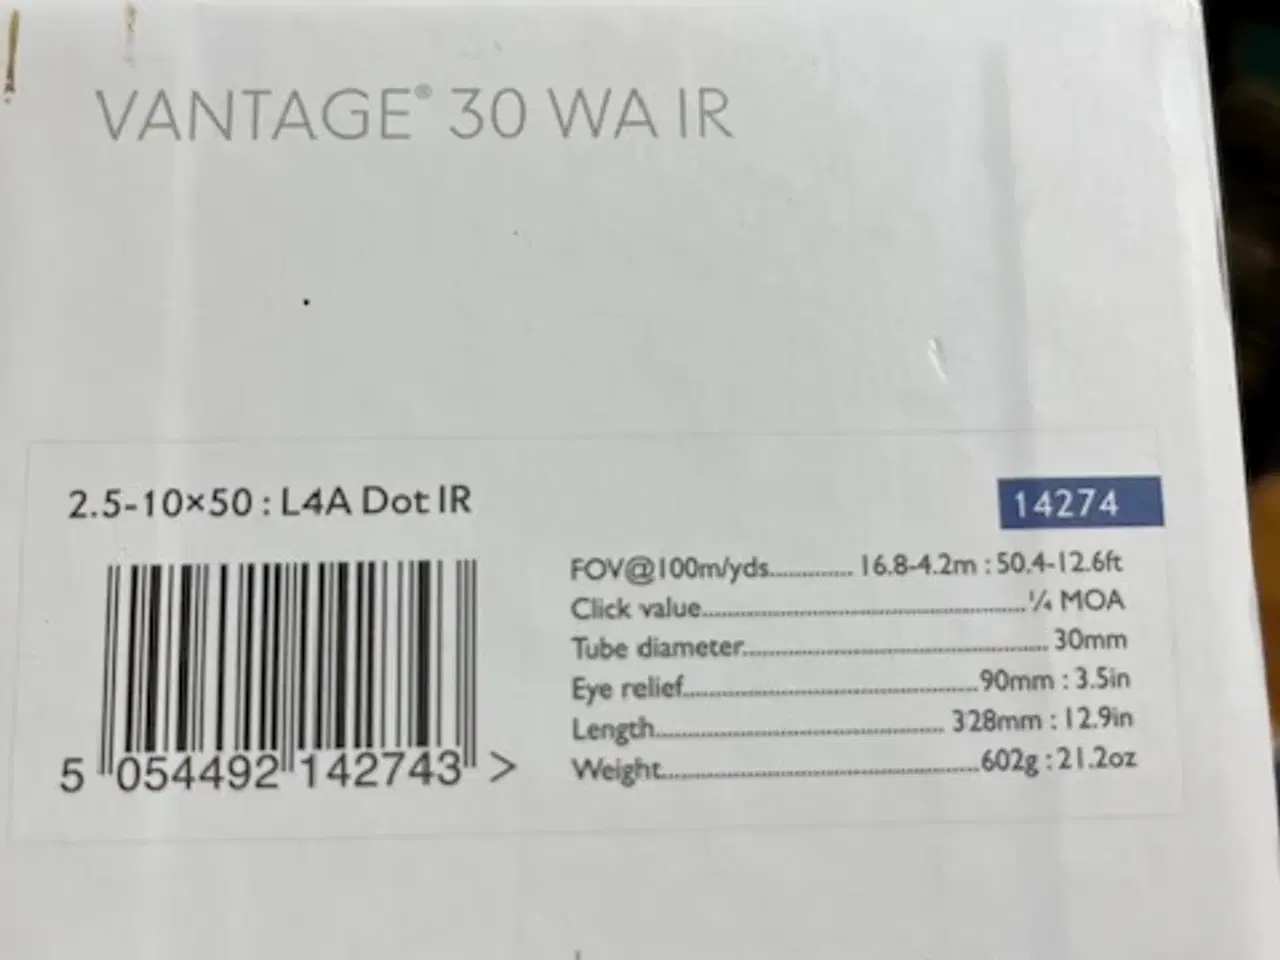 VANTAGE® 30 WA IR
2.5-10×50 : L4A Dot IR
14274
FOV@100m/yds.............. 16.8-4.2m : 50.4-12.6ft
Click value...................................................... ¼ MOA
Tube diameter.................................................. 30mm
Eye relief................................................. 90mm : 3.5in
Length................................................ 328mm : 12.9in
Weight..................................................... 602g : 21.2oz
5 054492 142743 >